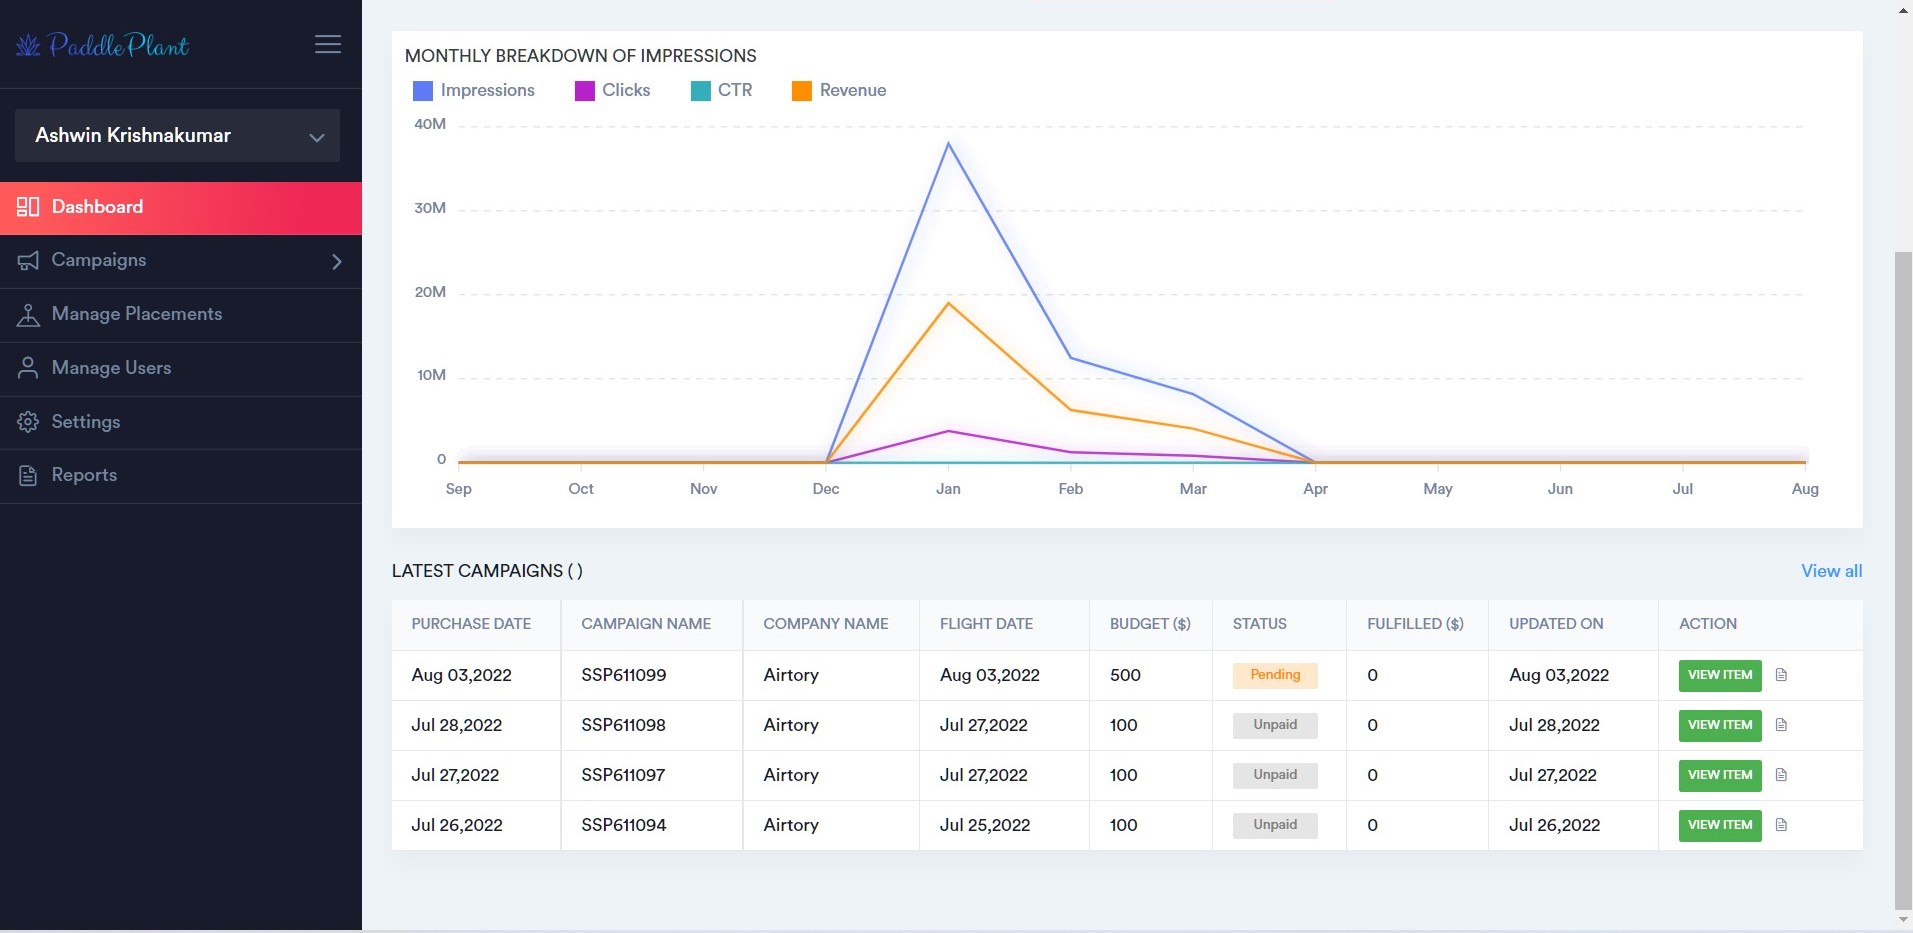 PaddlePlant
Ashwin Krishnakumar
Dashboard
Campaigns
Manage Placements
Manage Users
Settings
Reports
MONTHLY BREAKDOWN OF IMPRESSIONS
Impressions Clicks CTR Revenue
40M
30M
20M
10M
0
Sep Oct Nov Dec Jan Feb Mar Apr May Jun Jul Aug
LATEST CAMPAIGNS ( ) View all
PURCHASE DATE CAMPAIGN NAME COMPANY NAME FLIGHT DATE BUDGET ($) STATUS FULFILLED ($) UPDATED ON ACTION
Aug 03,2022 SSP611099 Airtory Aug 03,2022 500 Pending 0 Aug 03,2022 VIEW ITEM
Jul 28,2022 SSP611098 Airtory Jul 27,2022 100 Unpaid 0 Jul 28,2022 VIEW ITEM
Jul 27,2022 SSP611097 Airtory Jul 27,2022 100 Unpaid 0 Jul 27,2022 VIEW ITEM
Jul 26,2022 SSP611094 Airtory Jul 25,2022 100 Unpaid 0 Jul 26,2022 VIEW ITEM